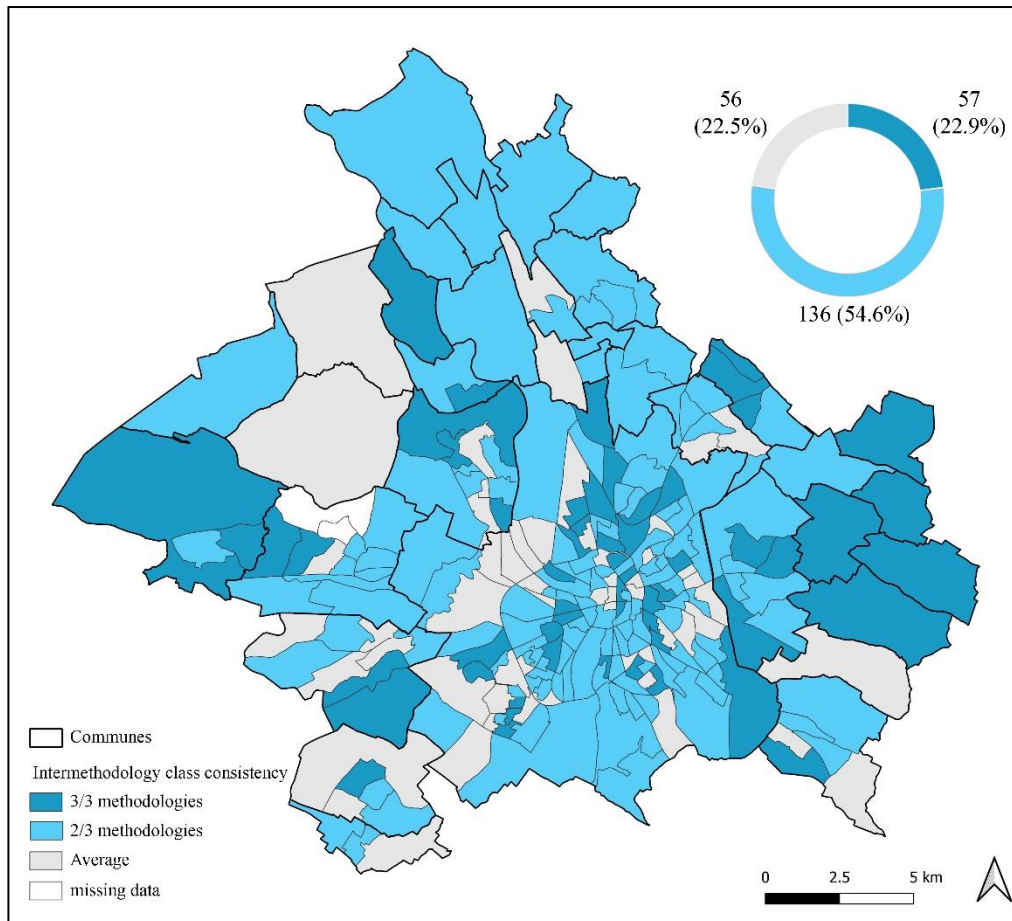 56
(22.5%)
57
(22.9%)
136 (54.6%)
Communes
Intermethodology class consistency
3/3 methodologies
2/3 methodologies
Average
missing data
0 2.5 5 km